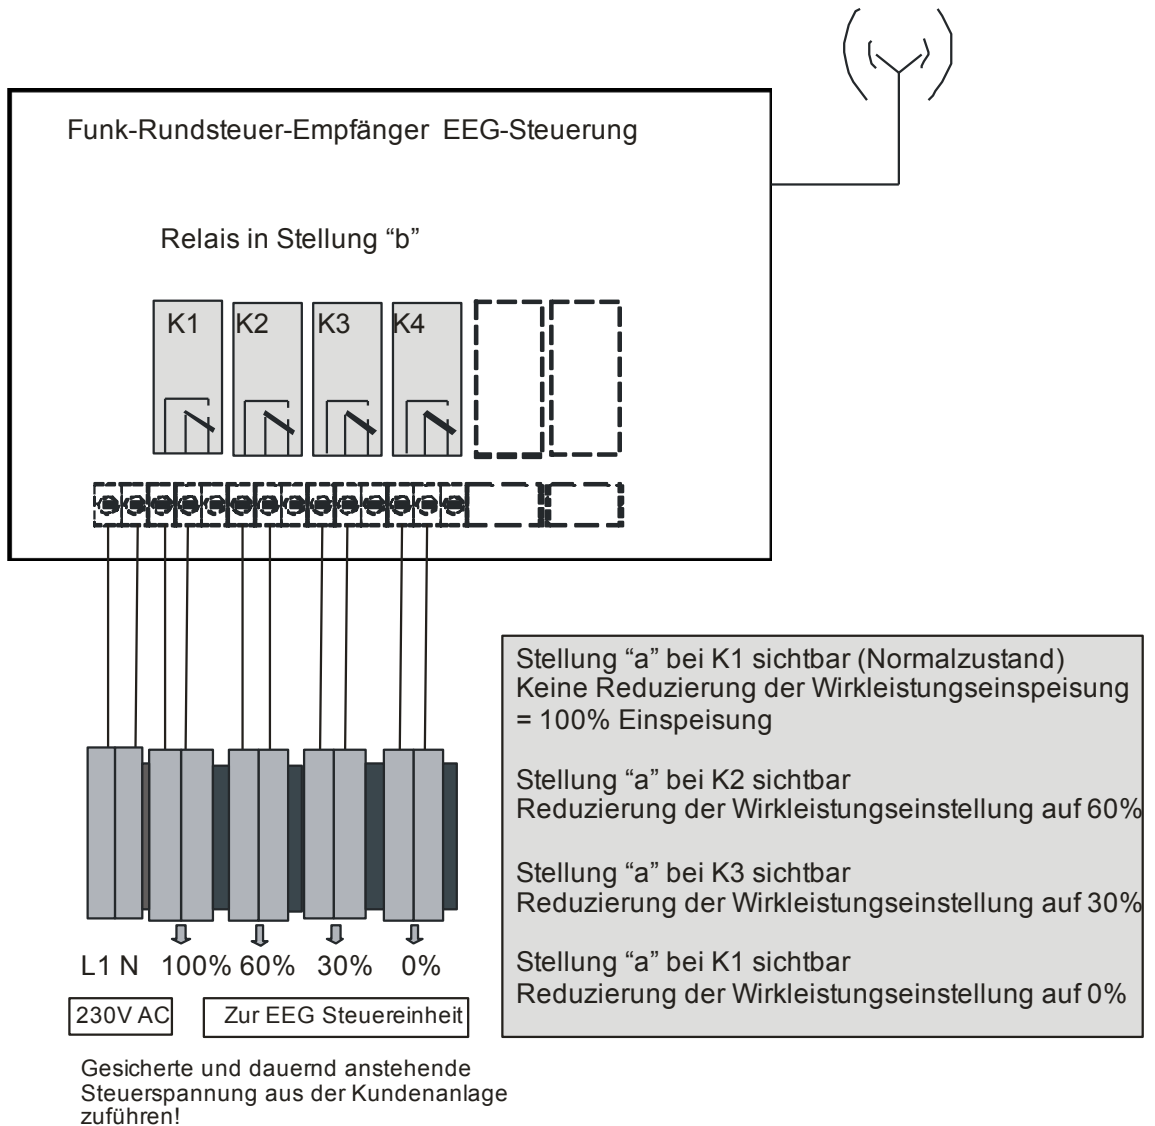 Funk-Rundsteuer-Empfänger EEG-Steuerung
Relais in Stellung “b”
K1 K2 K3 K4
Stellung “a” bei K1 sichtbar (Normalzustand)
Keine Reduzierung der Wirkleistungseinspeisung
= 100% Einspeisung
Stellung “a” bei K2 sichtbar
Reduzierung der Wirkleistungseinstellung auf 60%
Stellung “a” bei K3 sichtbar
Reduzierung der Wirkleistungseinstellung auf 30%
Stellung “a” bei K1 sichtbar
Reduzierung der Wirkleistungseinstellung auf 0%
L1 N 100% 60% 30% 0%
230V AC
Zur EEG Steuereinheit
Gesicherte und dauernd anstehende
Steuerspannung aus der Kundenanlage
zuführen!